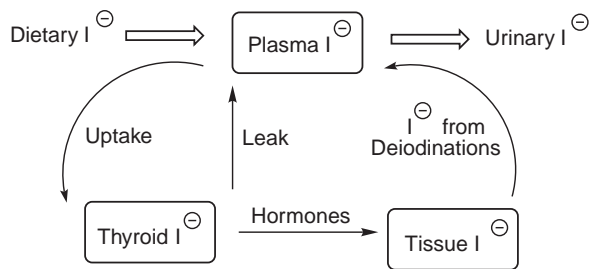 Dietary I⊖
Plasma I⊖
Urinary I⊖
Uptake
Leak
I⊖ from
Deiodinations
Thyroid I⊖
Hormones
Tissue I⊖